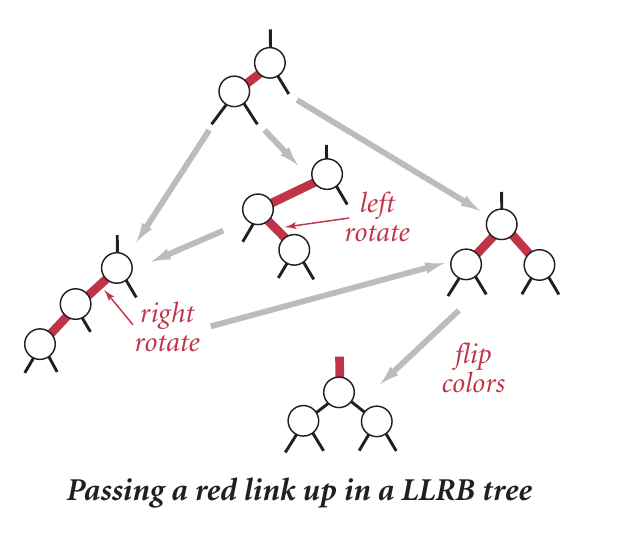 left
rotate
right
rotate
flip
colors
Passing a red link up in a LLRB tree